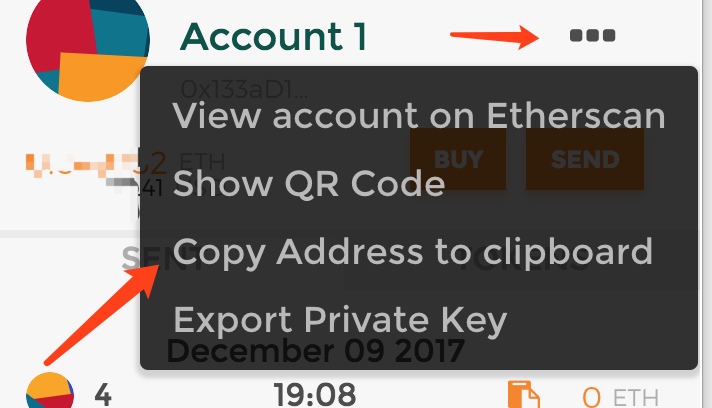 Account 1
0x133aD1...
View account on Etherscan
ETH
BUY
SEND
Show QR Code
Copy Address to clipboard
SENT
TOKENS
Export Private Key
December 09 2017
4
19:08
0 ETH